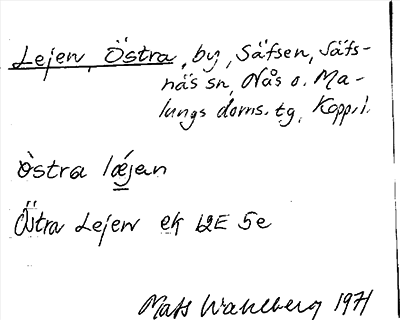 Lejen, Östra, by, Säfsen, Säfs-
näs sn, Nås o. Ma-
lungs doms. tg, Kopp. l.
östra lǽjan
Östra Lejen ek 12E 5e
Mats Wahlberg 1971